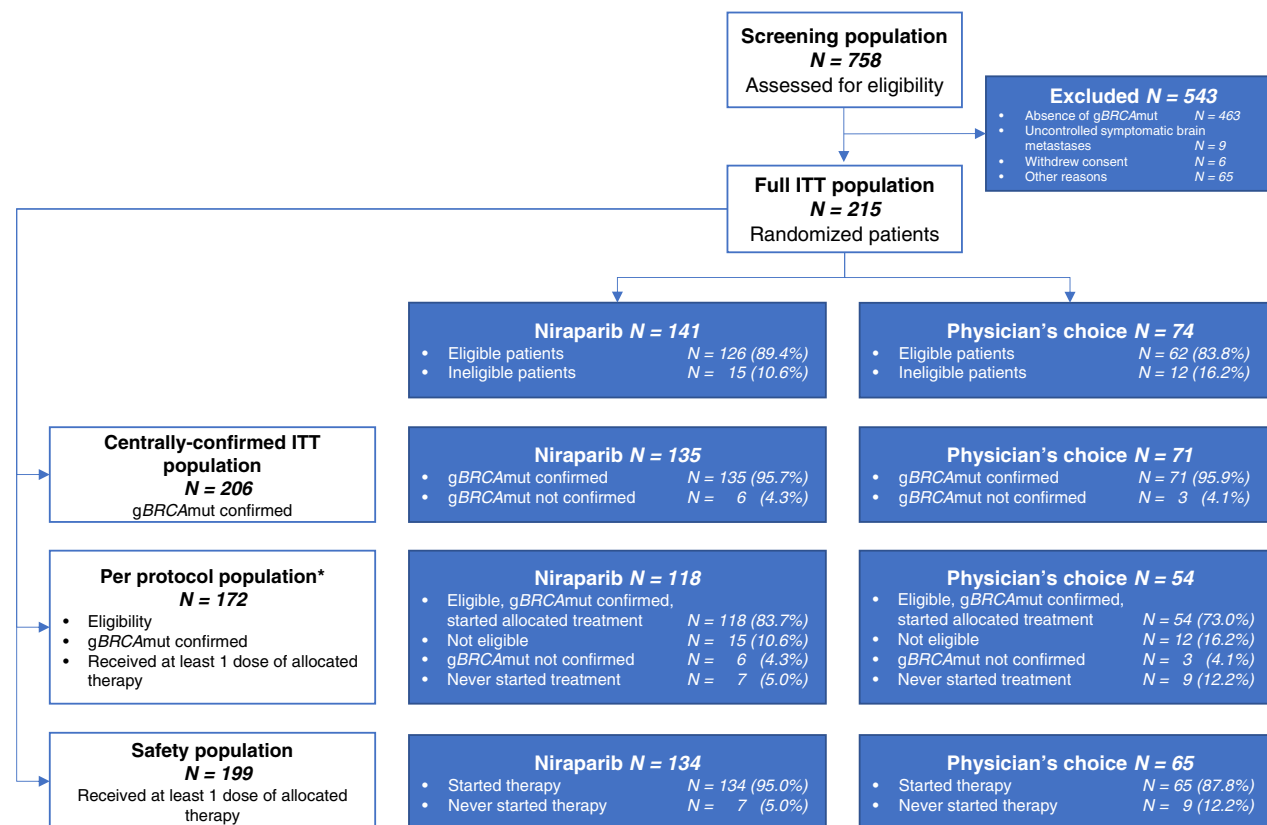 Screening population
N = 758
Assessed for eligibility
Excluded N = 543
• Absence of gBRCAmut N = 463
• Uncontrolled symptomatic brain
metastases N = 9
• Withdrew consent N = 6
• Other reasons N = 65
Full ITT population
N = 215
Randomized patients
Niraparib N = 141
• Eligible patients N = 126 (89.4%)
• Ineligible patients N = 15 (10.6%)
Physician's choice N = 74
• Eligible patients N = 62 (83.8%)
• Ineligible patients N = 12 (16.2%)
Centrally-confirmed ITT
population
N = 206
gBRCAmut confirmed
Niraparib N = 135
• gBRCAmut confirmed N = 135 (95.7%)
• gBRCAmut not confirmed N = 6 (4.3%)
Physician's choice N = 71
• gBRCAmut confirmed N = 71 (95.9%)
• gBRCAmut not confirmed N = 3 (4.1%)
Per protocol population*
N = 172
• Eligibility
• gBRCAmut confirmed
• Received at least 1 dose of allocated
therapy
Niraparib N = 118
• Eligible, gBRCAmut confirmed,
started allocated treatment N = 118 (83.7%)
• Not eligible N = 15 (10.6%)
• gBRCAmut not confirmed N = 6 (4.3%)
• Never started treatment N = 7 (5.0%)
Physician's choice N = 54
• Eligible, gBRCAmut confirmed,
started allocated treatment N = 54 (73.0%)
• Not eligible N = 12 (16.2%)
• gBRCAmut not confirmed N = 3 (4.1%)
• Never started treatment N = 9 (12.2%)
Safety population
N = 199
Received at least 1 dose of allocated
therapy
Niraparib N = 134
• Started therapy N = 134 (95.0%)
• Never started therapy N = 7 (5.0%)
Physician's choice N = 65
• Started therapy N = 65 (87.8%)
• Never started therapy N = 9 (12.2%)